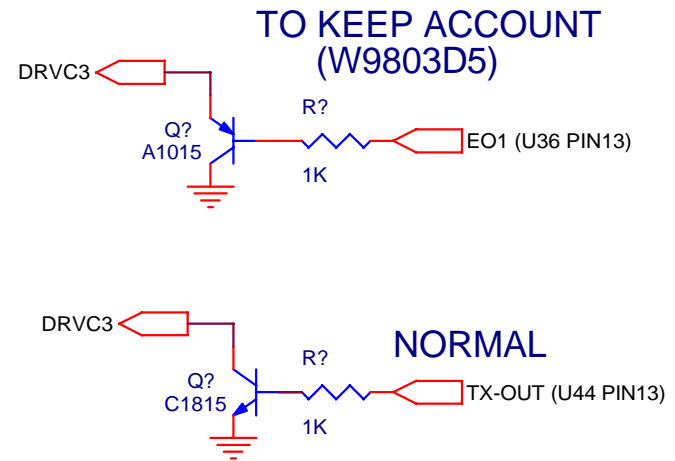 TO KEEP ACCOUNT
(W9803D5)
DRVC3
R?
Q?
A1015
EO1 (U36 PIN13)
1K
DRVC3
NORMAL
R?
Q?
C1815
TX-OUT (U44 PIN13)
1K